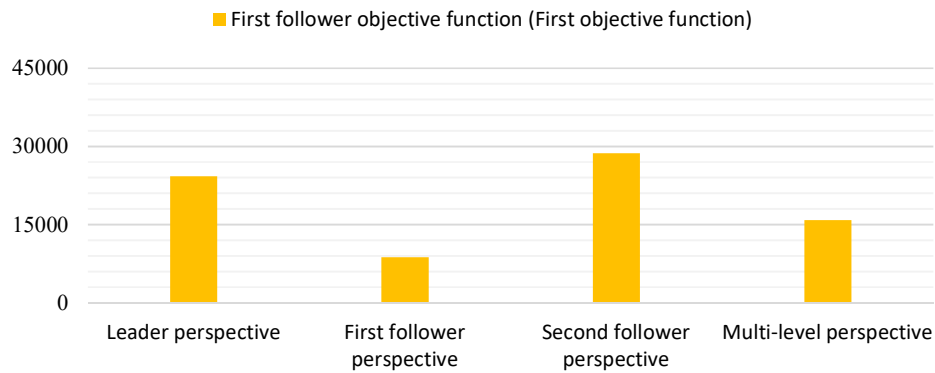 First follower objective function (First objective function)
45000
30000
15000
0
Leader perspective
First follower
perspective
Second follower
perspective
Multi-level perspective